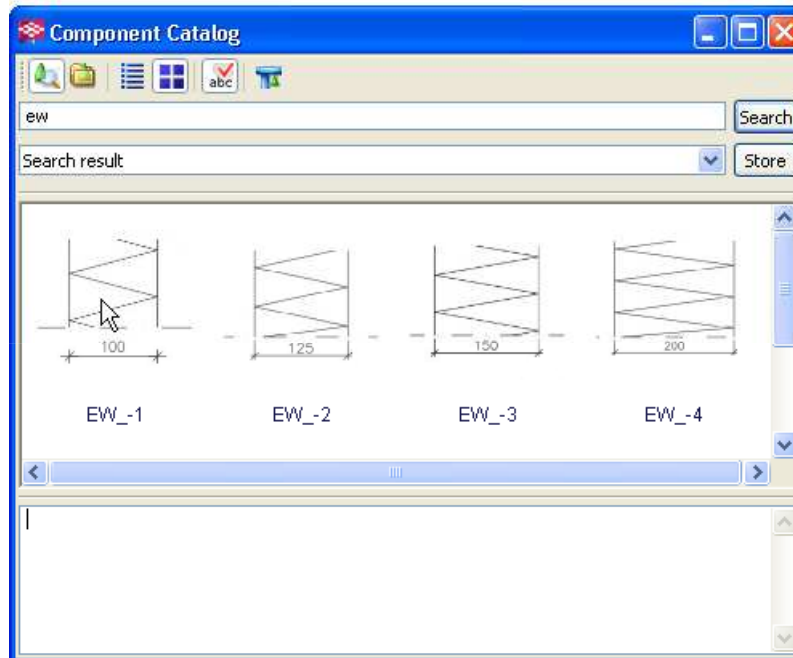 Component Catalog
abc
ew
Search
Search result
Store
100
125
150
200
EW_-1
EW_-2
EW_-3
EW_-4